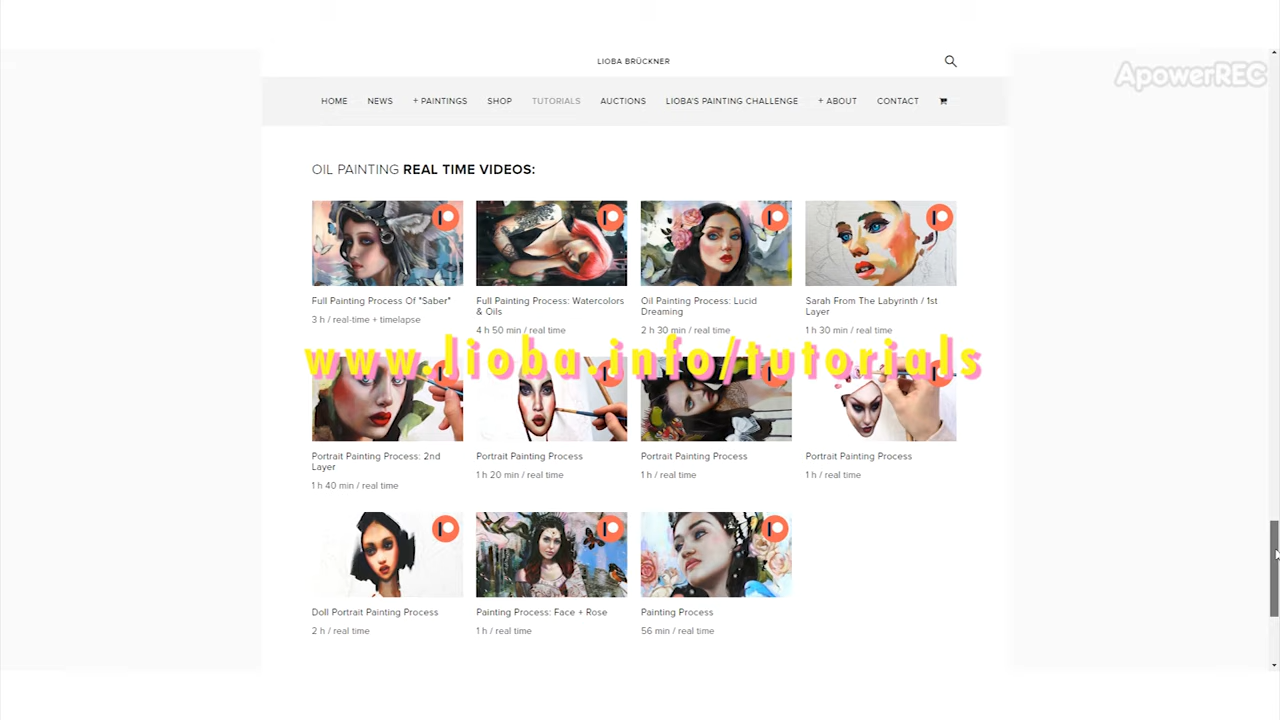 LIOBA BRÜCKNER
ApowerREC
HOME NEWS + PAINTINGS SHOP TUTORIALS AUCTIONS LIOBA'S PAINTING CHALLENGE + ABOUT CONTACT
OIL PAINTING REAL TIME VIDEOS:
Full Painting Process Of "Saber"
3 h / real-time + timelapse
Full Painting Process: Watercolors
& Oils
4 h 50 min / real time
Oil Painting Process: Lucid
Dreaming
2 h 30 min / real time
Sarah From The Labyrinth / 1st
Layer
1 h 30 min / real time
www.lioba.info/tutorials
Portrait Painting Process: 2nd
Layer
1 h 40 min / real time
Portrait Painting Process
1 h 20 min / real time
Portrait Painting Process
1 h / real time
Portrait Painting Process
1 h / real time
Doll Portrait Painting Process
2 h / real time
Painting Process: Face + Rose
1 h / real time
Painting Process
56 min / real time